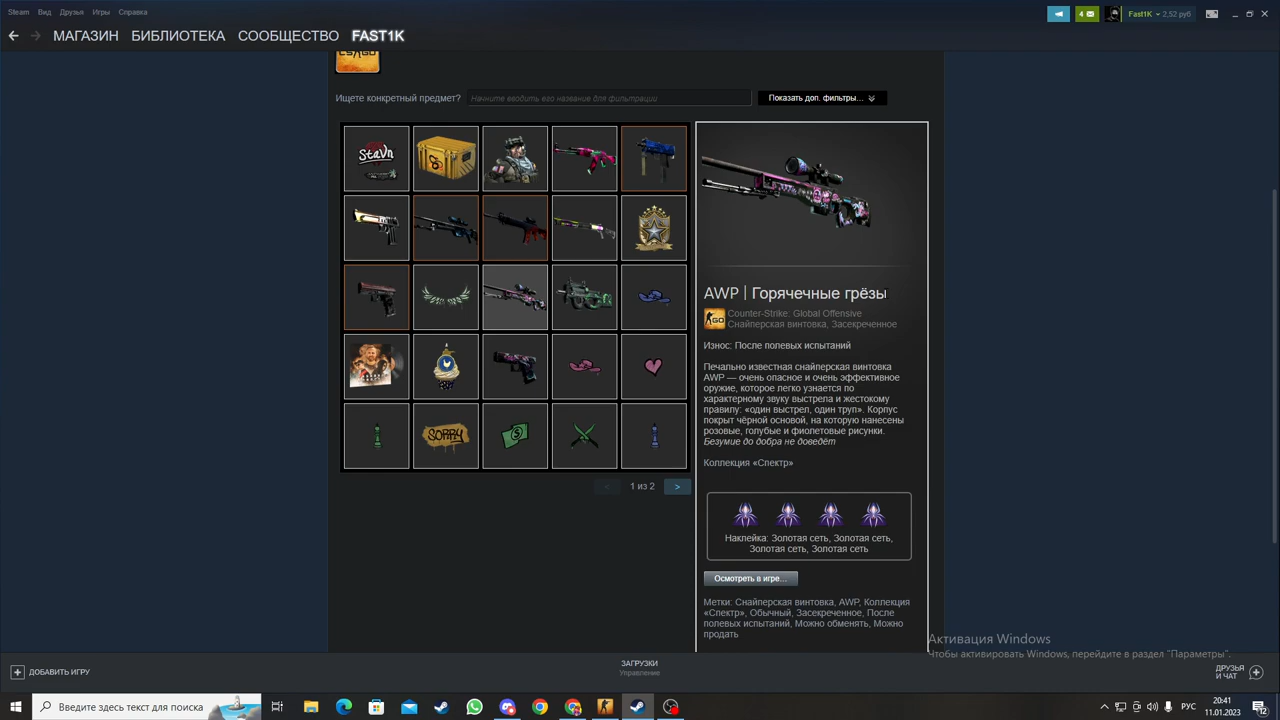 Steam Вид Друзья Игры Справка
4 Fast1K 2,52 руб
МАГАЗИН БИБЛИОТЕКА СООБЩЕСТВО FAST1K
CS:GO
Ищете конкретный предмет? Начните вводить его название для фильтрации Показать доп. фильтры...
StaVn
AWP | Горячечные грёзы
GO Counter-Strike: Global Offensive
Снайперская винтовка, Засекреченное
Износ: После полевых испытаний
Печально известная снайперская винтовка
AWP — очень опасное и очень эффективное
оружие, которое легко узнается по
характерному звуку выстрела и жестокому
правилу: «один выстрел, один труп». Корпус
покрыт чёрной основой, на которую нанесены
розовые, голубые и фиолетовые рисунки.
Безумие до добра не доведёт
SORRY
Коллекция «Спектр»
< 1 из 2 >
Наклейка: Золотая сеть, Золотая сеть,
Золотая сеть, Золотая сеть
Осмотреть в игре...
Метки: Снайперская винтовка, AWP, Коллекция
«Спектр», Обычный, Засекреченное, После
полевых испытаний, Можно обменять, Можно
продать
Активация Windows
Чтобы активировать Windows, перейдите в раздел "Параметры".
ДОБАВИТЬ ИГРУ
ЗАГРУЗКИ
Управление
ДРУЗЬЯ
И ЧАТ
Введите здесь текст для поиска
РУС
20:41
11.01.2023
2